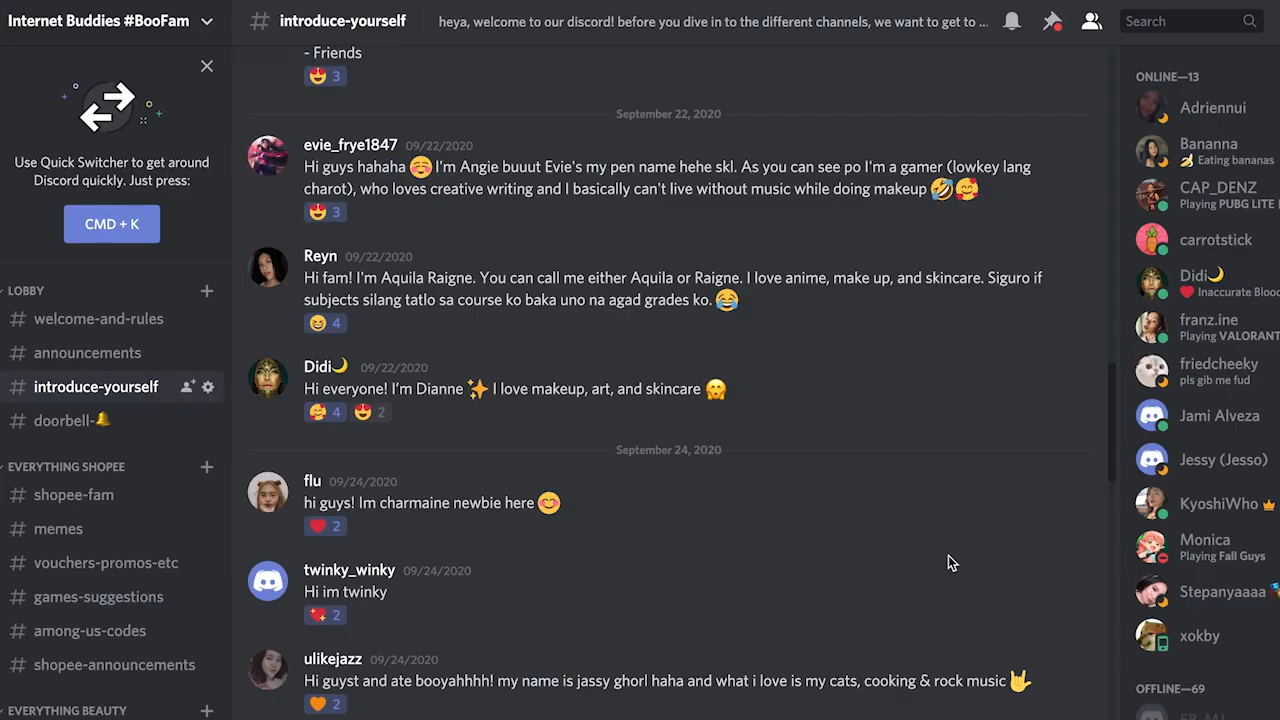 Internet Buddies #BooFam
introduce-yourself
heya, welcome to our discord! before you dive in to the different channels, we want to get to ...
Search
Use Quick Switcher to get around
Discord quickly. Just press:
CMD + K
LOBBY
welcome-and-rules
announcements
introduce-yourself
doorbell-🔔
EVERYTHING SHOPEE
shopee-fam
memes
vouchers-promos-etc
games-suggestions
among-us-codes
shopee-announcements
EVERYTHING BEAUTY
- Friends
😍 3
September 22, 2020
evie_frye1847 09/22/2020
Hi guys hahaha ☺️ I'm Angie buuut Evie's my pen name hehe skl. As you can see po I'm a gamer (lowkey lang
charot), who loves creative writing and I basically can't live without music while doing makeup 🤣🥰
😍 3
Reyn 09/22/2020
Hi fam! I'm Aquila Raigne. You can call me either Aquila or Raigne. I love anime, make up, and skincare. Siguro if
subjects silang tatlo sa course ko baka uno na agad grades ko. 😂
😆 4
Didi🌙 09/22/2020
Hi everyone! I'm Dianne ✨ I love makeup, art, and skincare 🤗
🥰 4 😍 2
September 24, 2020
flu 09/24/2020
hi guys! Im charmaine newbie here 😊
❤️ 2
twinky_winky 09/24/2020
Hi im twinky
💖 2
ulikejazz 09/24/2020
Hi guyst and ate booyahhhh! my name is jassy ghorl haha and what i love is my cats, cooking & rock music 🤘
🧡 2
ONLINE—13
Adriennui
Bananna
🍌 Eating bananas
CAP_DENZ
Playing PUBG LITE
carrotstick
Didi🌙
❤️ Inaccurate Blood
franz.ine
Playing VALORANT
friedcheeky
pls gib me fud
Jami Alveza
Jessy (Jesso)
KyoshiWho
Monica
Playing Fall Guys
Stepanyaaaa
xokby
OFFLINE—69